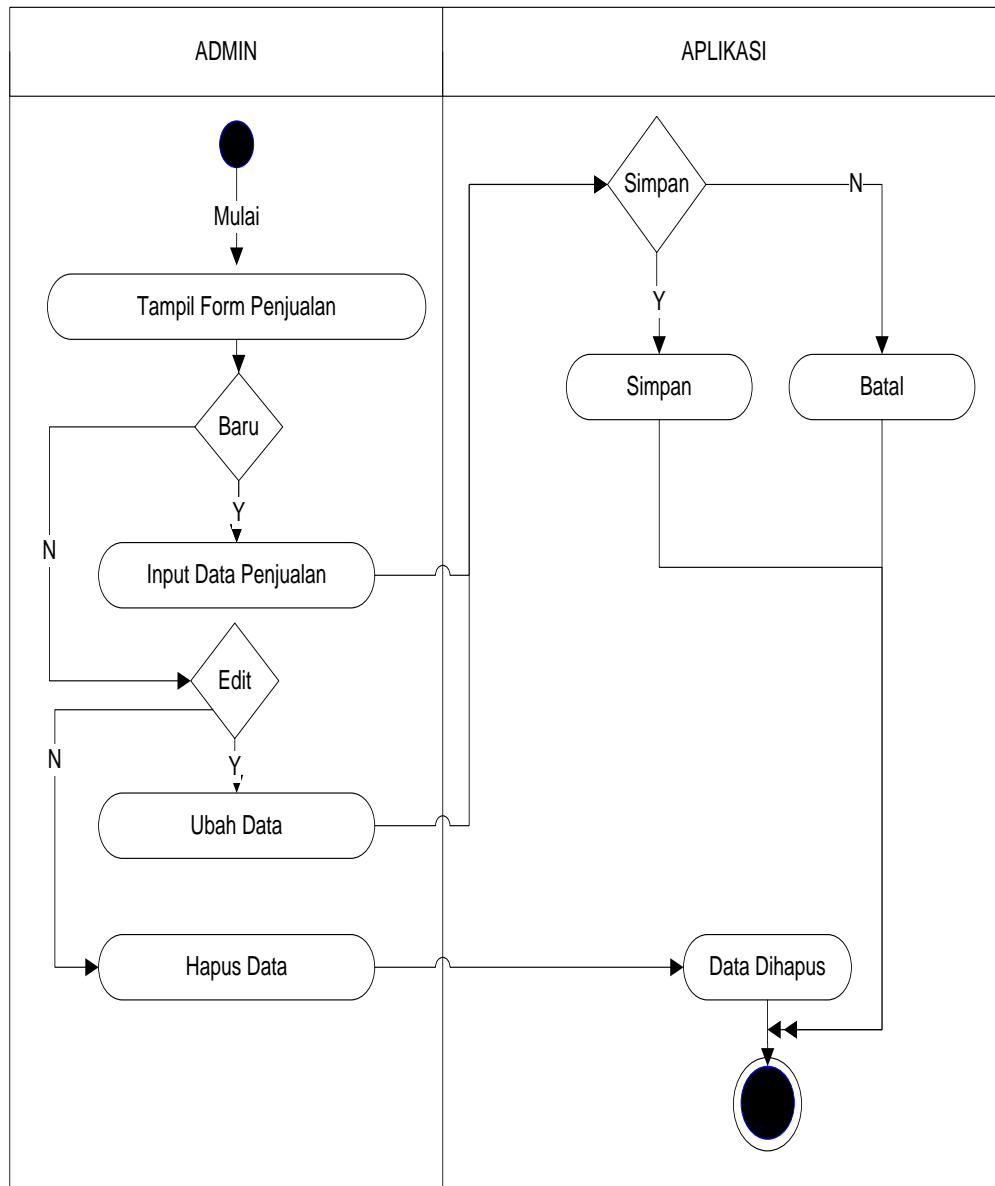 ADMIN
APLIKASI
Mulai
Tampil Form Penjualan
Baru
Y
N
Input Data Penjualan
Edit
N
Y
Ubah Data
Hapus Data
Simpan
N
Y
Simpan
Batal
Data Dihapus